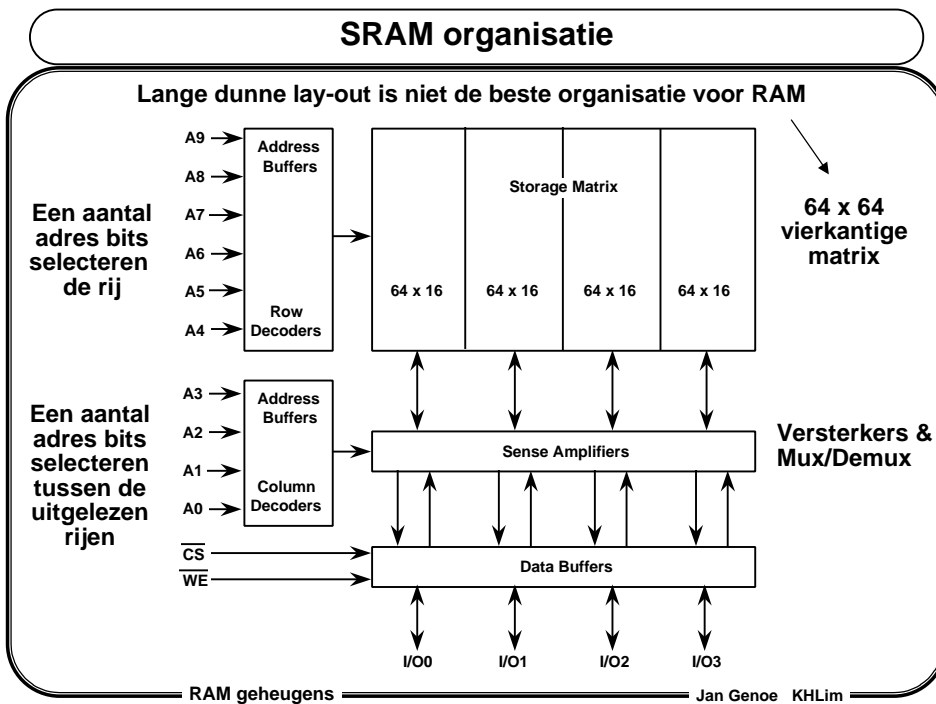 SRAM organisatie
Lange dunne lay-out is niet de beste organisatie voor RAM
Een aantal
adres bits
selecteren
de rij
A9
A8
A7
A6
A5
A4
Address
Buffers
Row
Decoders
Storage Matrix
64 x 16
64 x 16
64 x 16
64 x 16
64 x 64
vierkantige
matrix
Een aantal
adres bits
selecteren
tussen de
uitgelezen
rijen
A3
A2
A1
A0
Address
Buffers
Column
Decoders
Sense Amplifiers
Versterkers &
Mux/Demux
CS
WE
Data Buffers
I/O0
I/O1
I/O2
I/O3
RAM geheugens
Jan Genoe KHLim